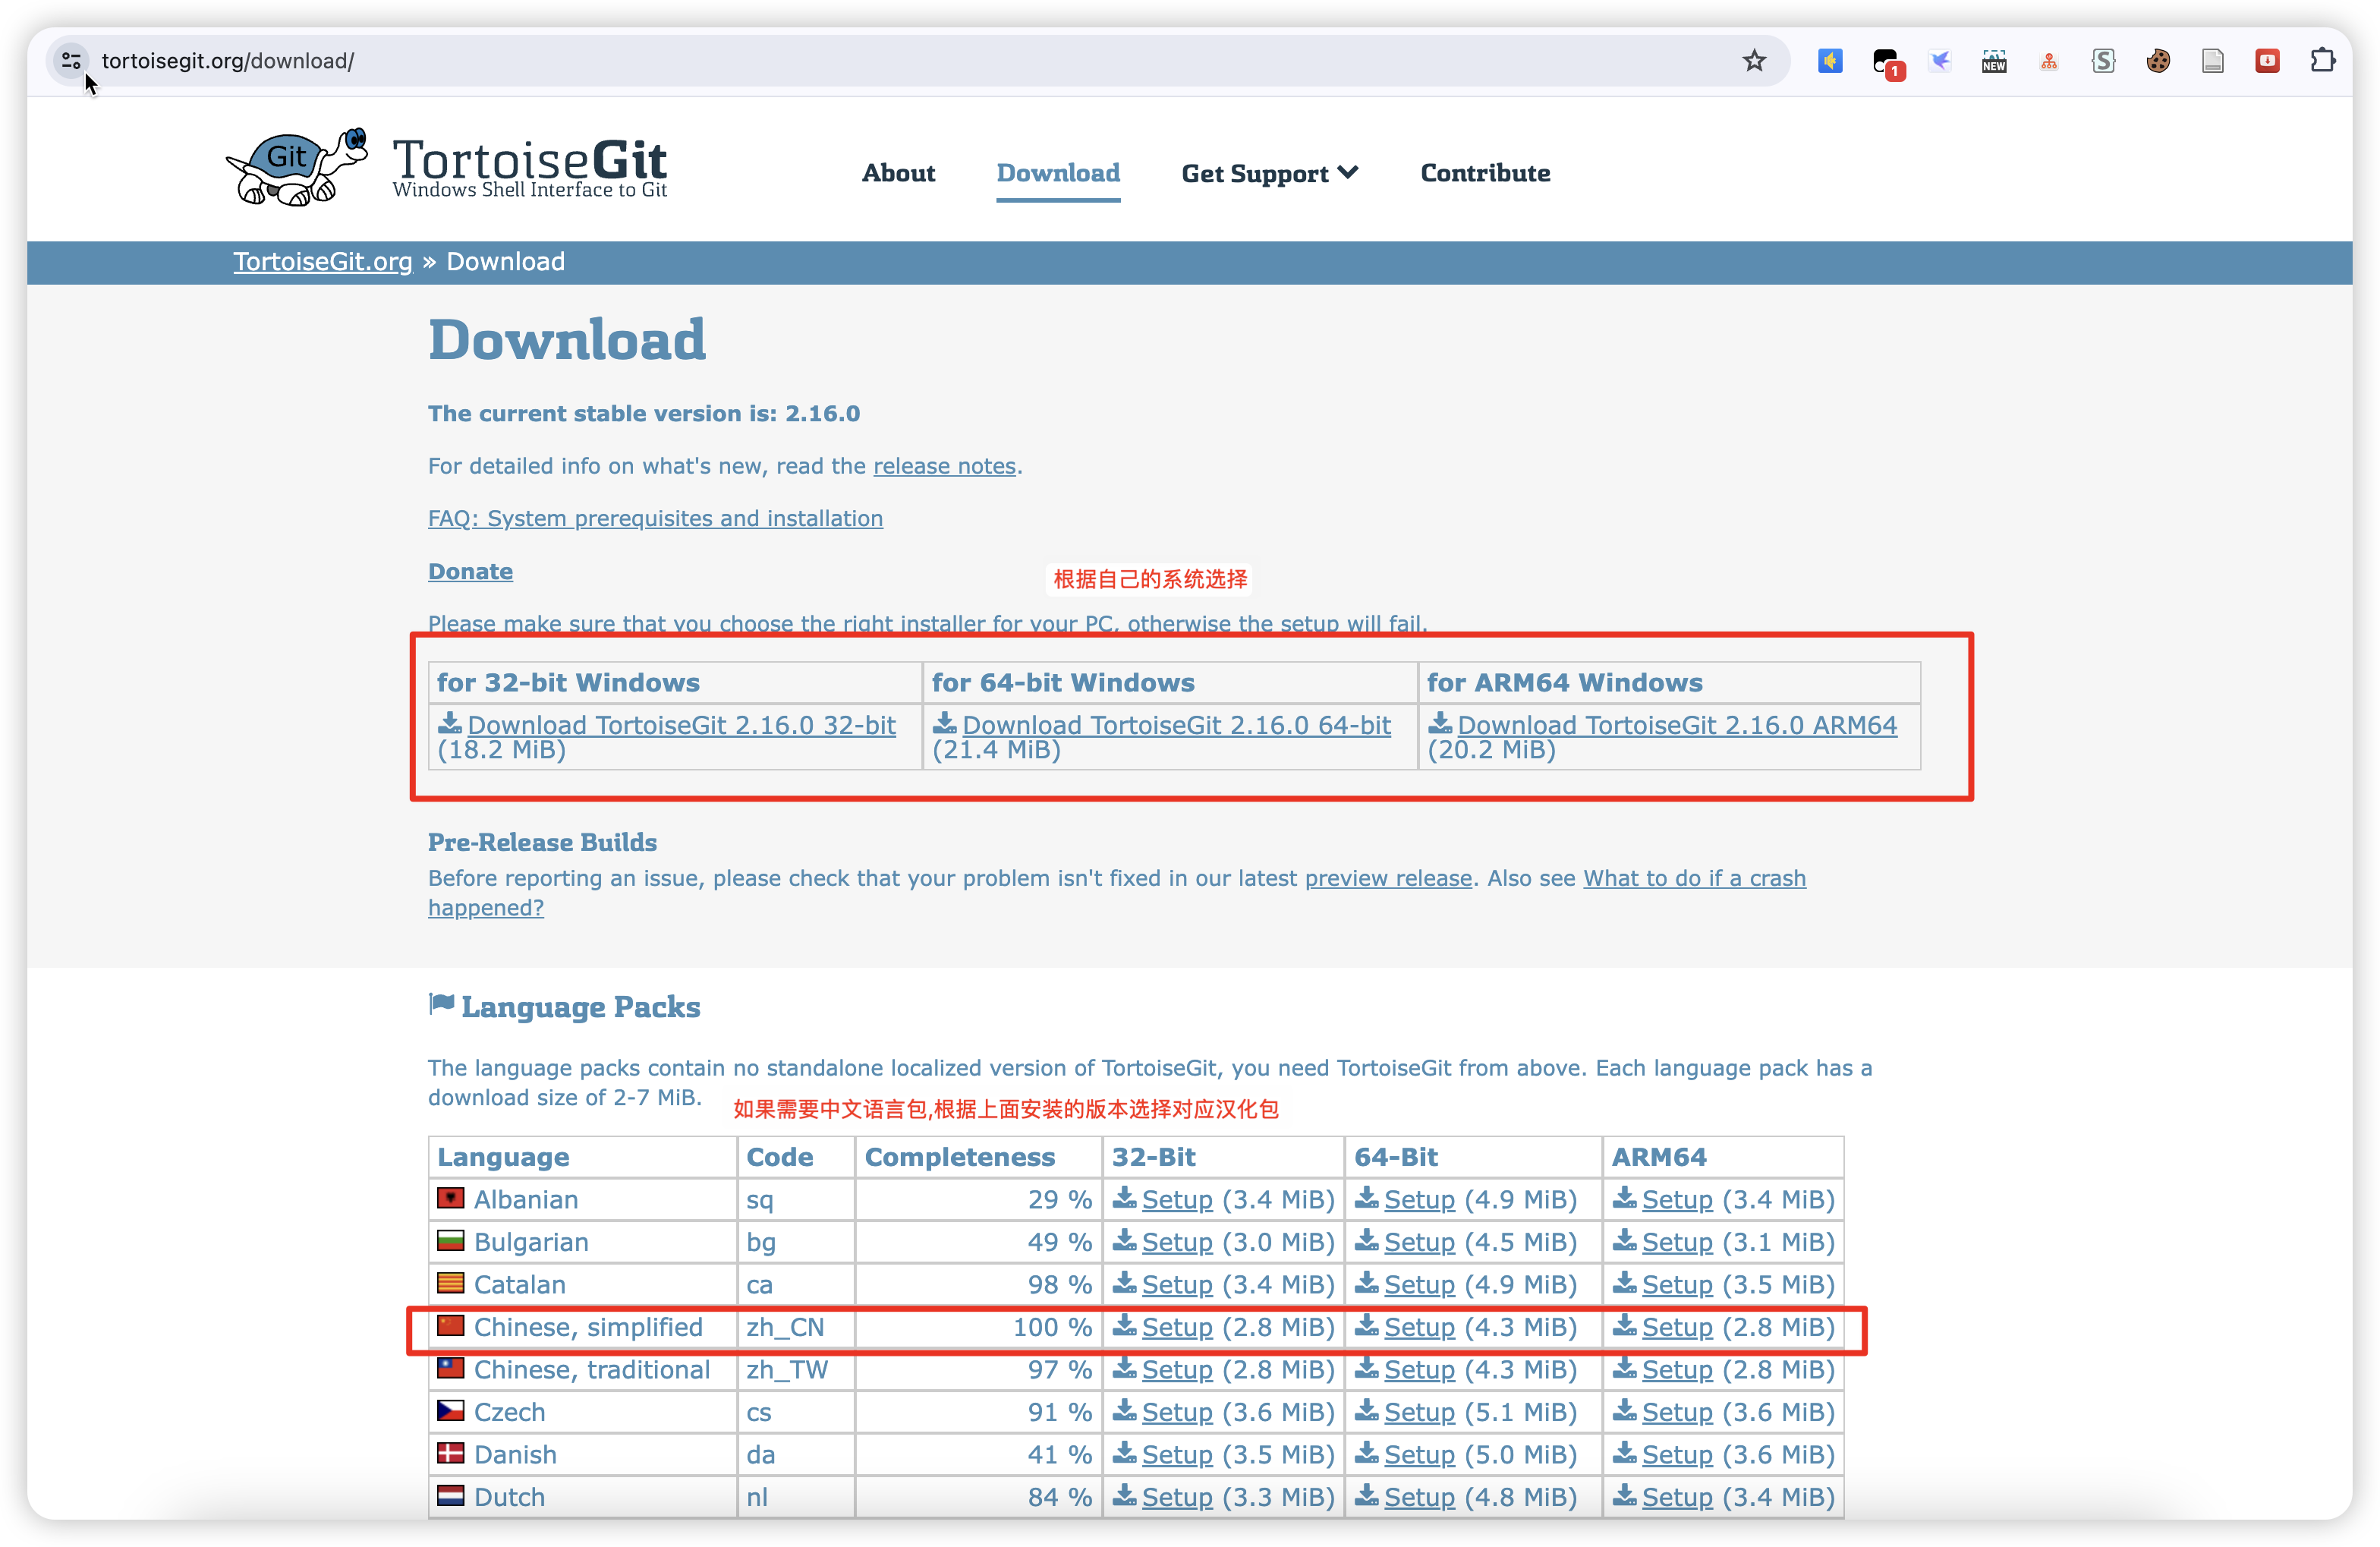 tortoisegit.org/download/
1
NEW
S
Git
TortoiseGit
Windows Shell Interface to Git
About
Download
Get Support
Contribute
TortoiseGit.org » Download
Download
The current stable version is: 2.16.0
For detailed info on what's new, read the release notes.
FAQ: System prerequisites and installation
Donate
根据自己的系统选择
Please make sure that you choose the right installer for your PC, otherwise the setup will fail.
for 32-bit Windows for 64-bit Windows for ARM64 Windows
Download TortoiseGit 2.16.0 32-bit Download TortoiseGit 2.16.0 64-bit Download TortoiseGit 2.16.0 ARM64
(18.2 MiB) (21.4 MiB) (20.2 MiB)
Pre-Release Builds
Before reporting an issue, please check that your problem isn't fixed in our latest preview release. Also see What to do if a crash
happened?
Language Packs
The language packs contain no standalone localized version of TortoiseGit, you need TortoiseGit from above. Each language pack has a
download size of 2-7 MiB.
如果需要中文语言包,根据上面安装的版本选择对应汉化包
Language Code Completeness 32-Bit 64-Bit ARM64
Albanian sq 29 % Setup (3.4 MiB) Setup (4.9 MiB) Setup (3.4 MiB)
Bulgarian bg 49 % Setup (3.0 MiB) Setup (4.5 MiB) Setup (3.1 MiB)
Catalan ca 98 % Setup (3.4 MiB) Setup (4.9 MiB) Setup (3.5 MiB)
Chinese, simplified zh_CN 100 % Setup (2.8 MiB) Setup (4.3 MiB) Setup (2.8 MiB)
Chinese, traditional zh_TW 97 % Setup (2.8 MiB) Setup (4.3 MiB) Setup (2.8 MiB)
Czech cs 91 % Setup (3.6 MiB) Setup (5.1 MiB) Setup (3.6 MiB)
Danish da 41 % Setup (3.5 MiB) Setup (5.0 MiB) Setup (3.6 MiB)
Dutch nl 84 % Setup (3.3 MiB) Setup (4.8 MiB) Setup (3.4 MiB)